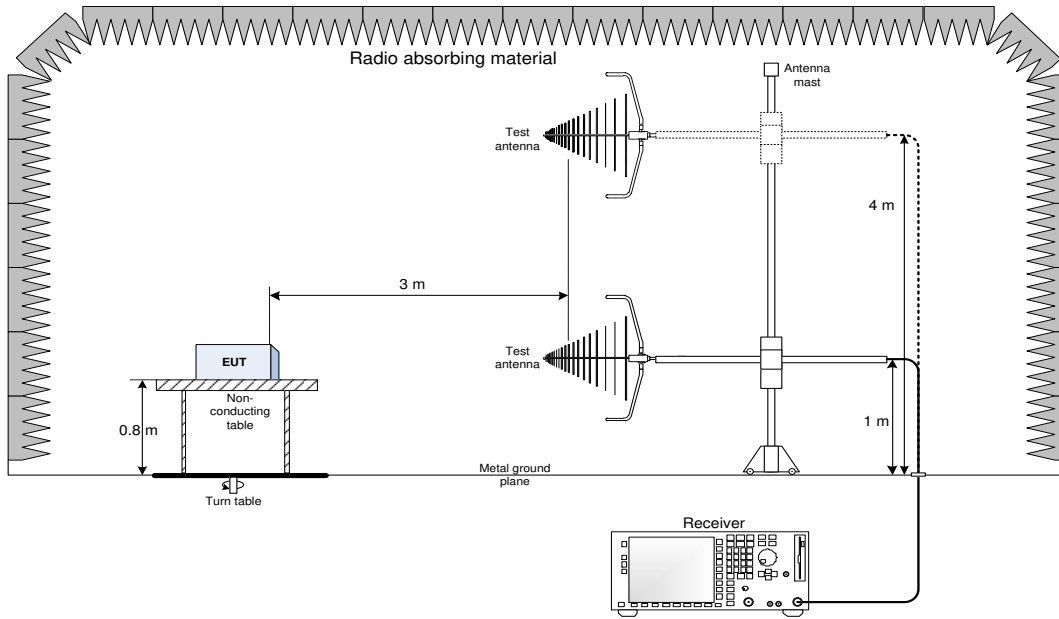 Radio absorbing material
Antenna
mast
Test
antenna
4 m
3 m
Test
antenna
EUT
Non-
conducting
table
0.8 m
1 m
Metal ground
plane
Turn table
Receiver